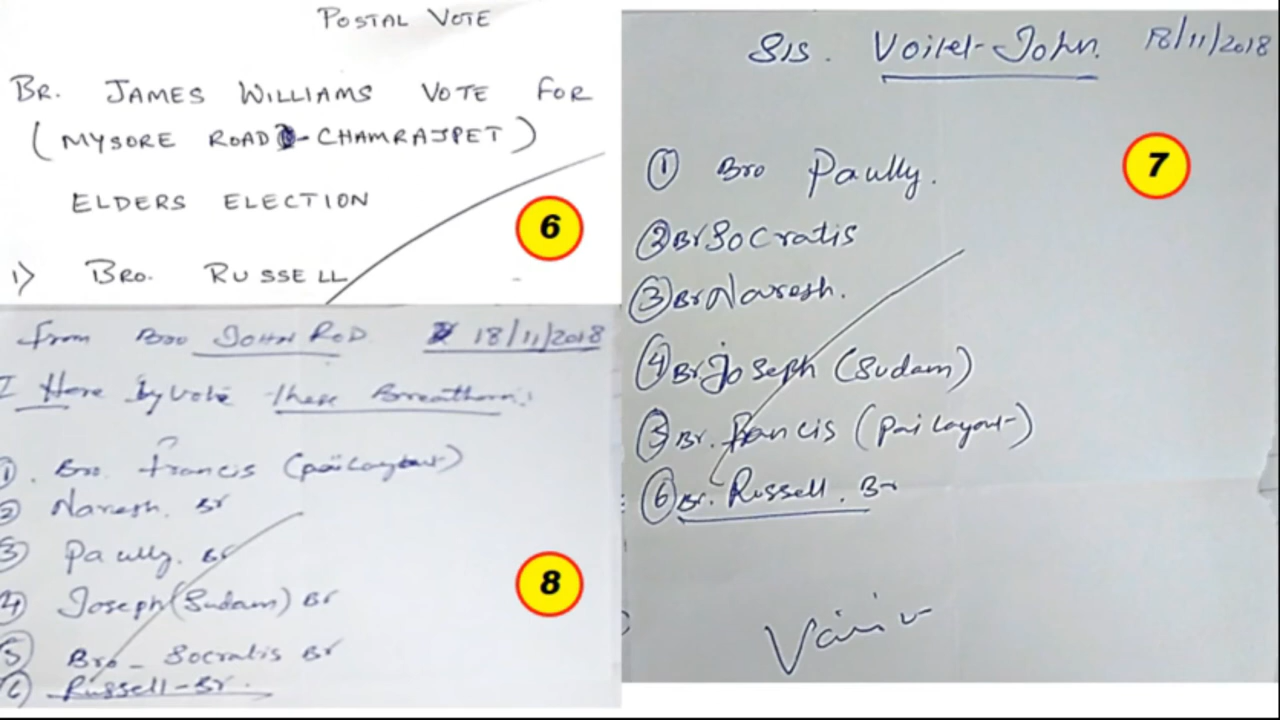 POSTAL VOTE
BR. JAMES WILLIAMS VOTE FOR
(MYSORE ROAD - CHAMRAJPET)
ELDERS ELECTION
1) BRO. RUSSELL
6
From Bro JOHN ROD 18/11/2018
I Here by Vote these Breathern:
1. Bro. Francis (pai Layout)
2 Naresh. Br
3 Paully. Br
4 Joseph (Sudam) Br
5 Bro - Socratis Br
6 Russell - Br.
8
SIS. Voilet-John. 18/11/2018
7
1 Bro Paully.
2 Br Socratis
3 Br Naresh.
4 Br. Joseph (Sudam)
5 Br. Francis (Pai Layout)
6 Br. Russell. Br